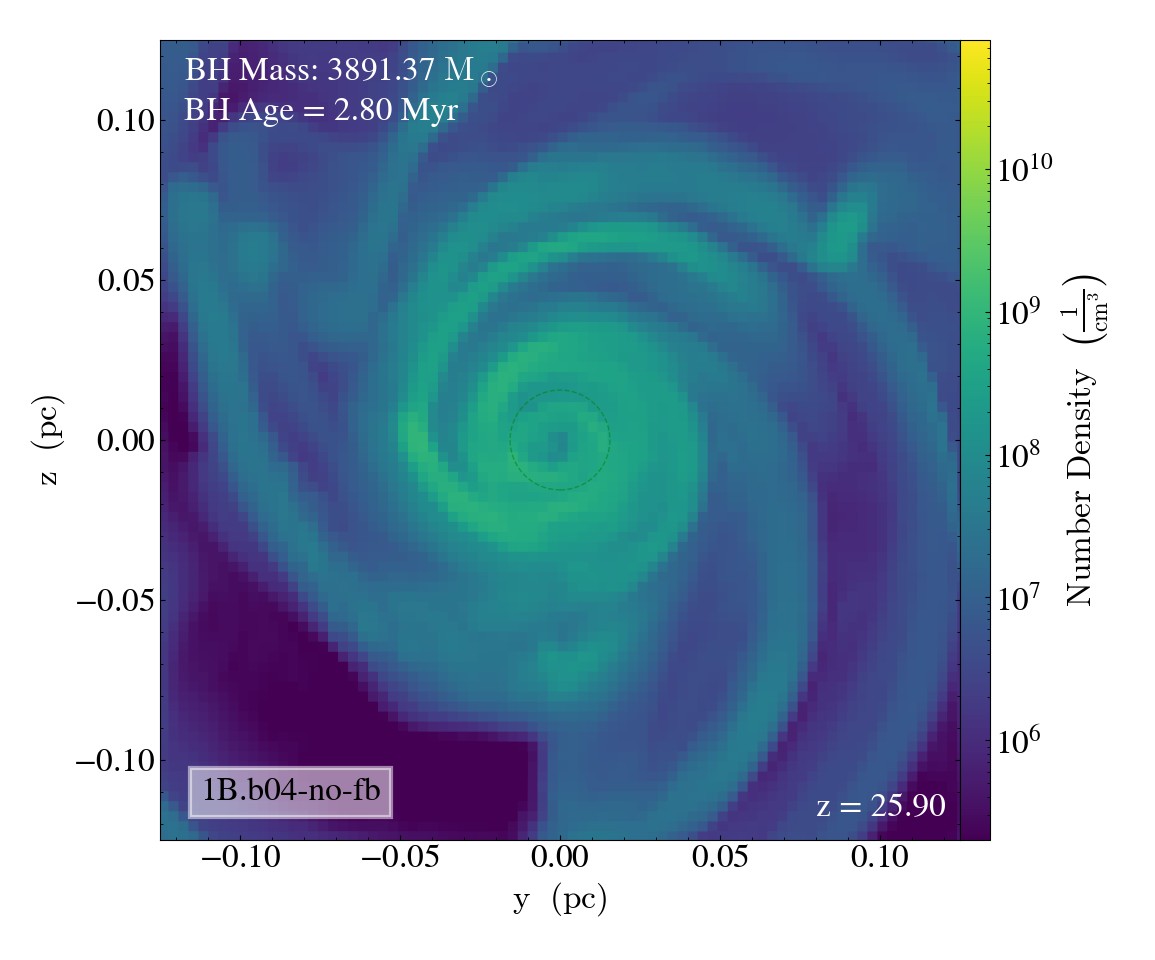 BH Mass: 3891.37 M⊙
BH Age = 2.80 Myr
0.10
0.05
0.00
−0.05
−0.10
z (pc)
1B.b04-no-fb
z = 25.90
−0.10 −0.05 0.00 0.05 0.10
y (pc)
10¹⁰
10⁹
10⁸
10⁷
10⁶
Number Density (1/cm³)